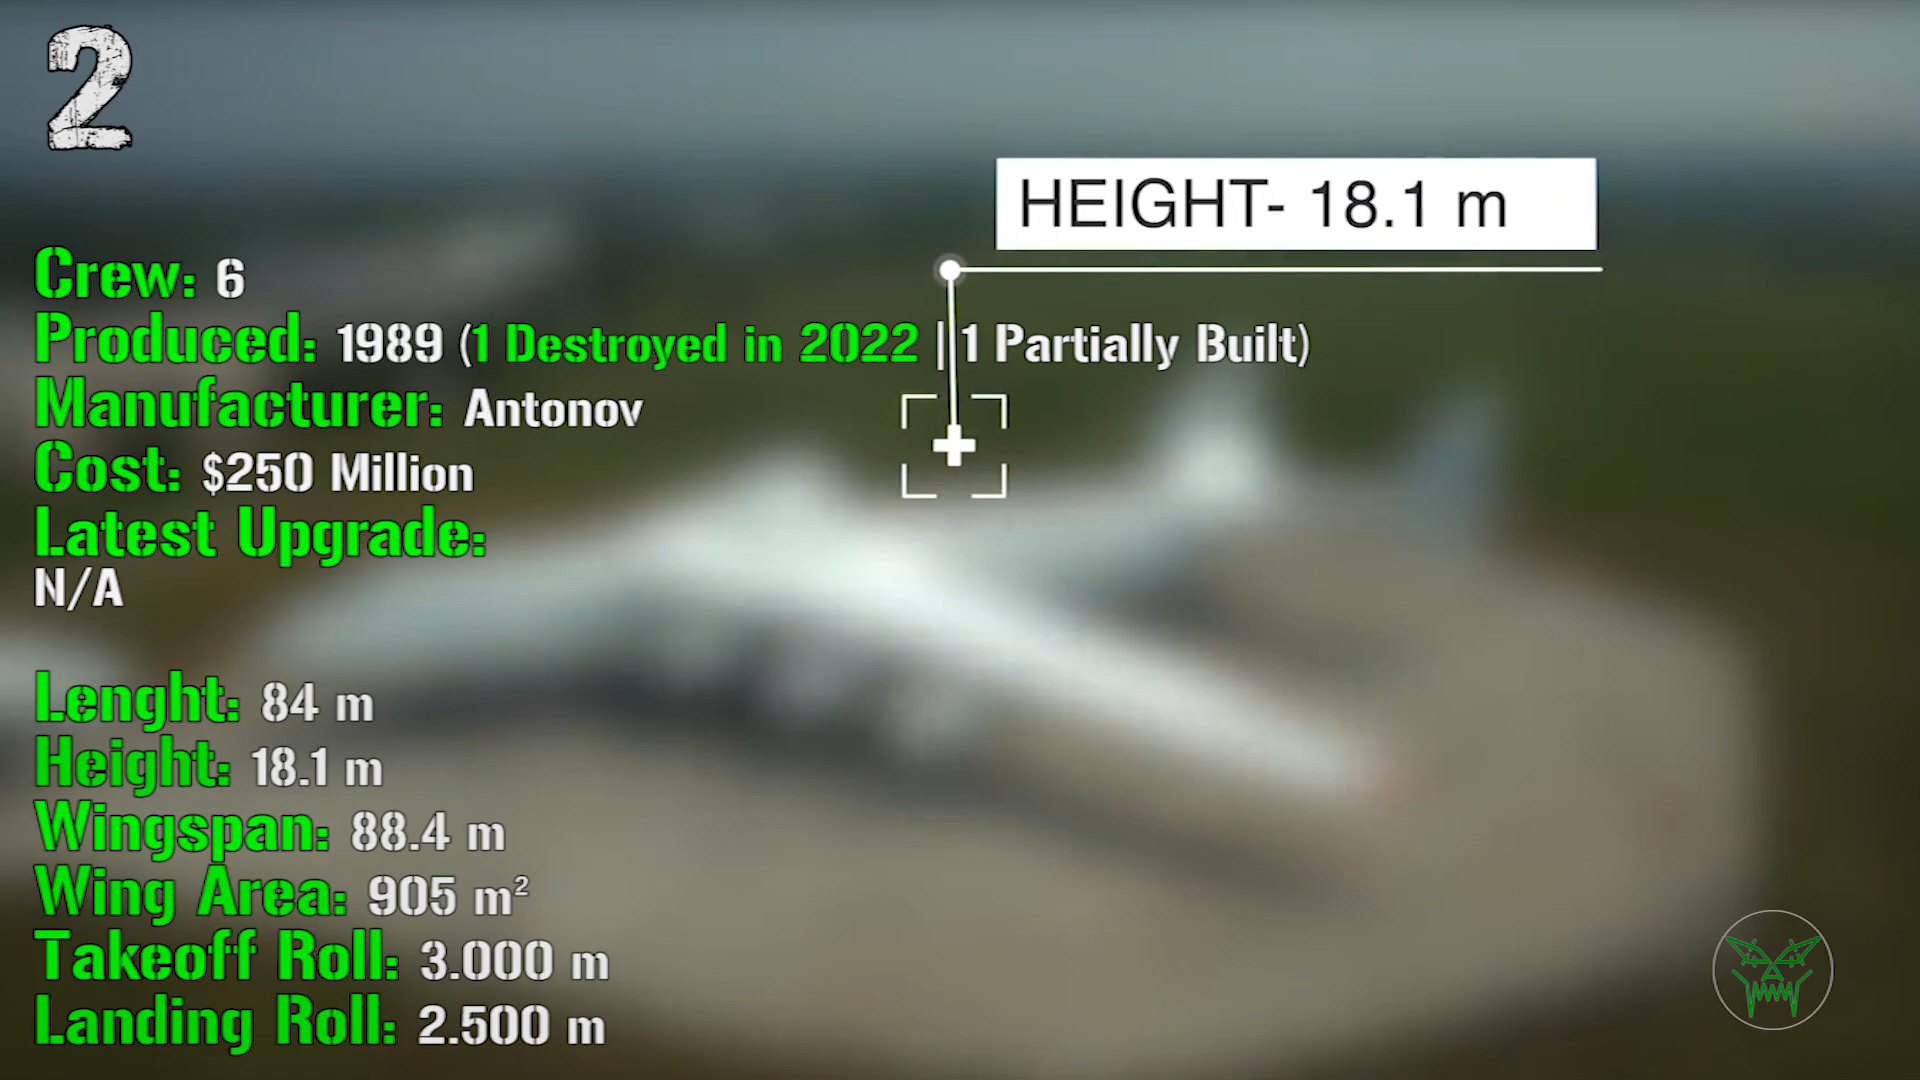 2
HEIGHT- 18.1 m
Crew: 6
Produced: 1989 (1 Destroyed in 2022 | 1 Partially Built)
Manufacturer: Antonov
Cost: $250 Million
Latest Upgrade:
N/A
Lenght: 84 m
Height: 18.1 m
Wingspan: 88.4 m
Wing Area: 905 m²
Takeoff Roll: 3.000 m
Landing Roll: 2.500 m